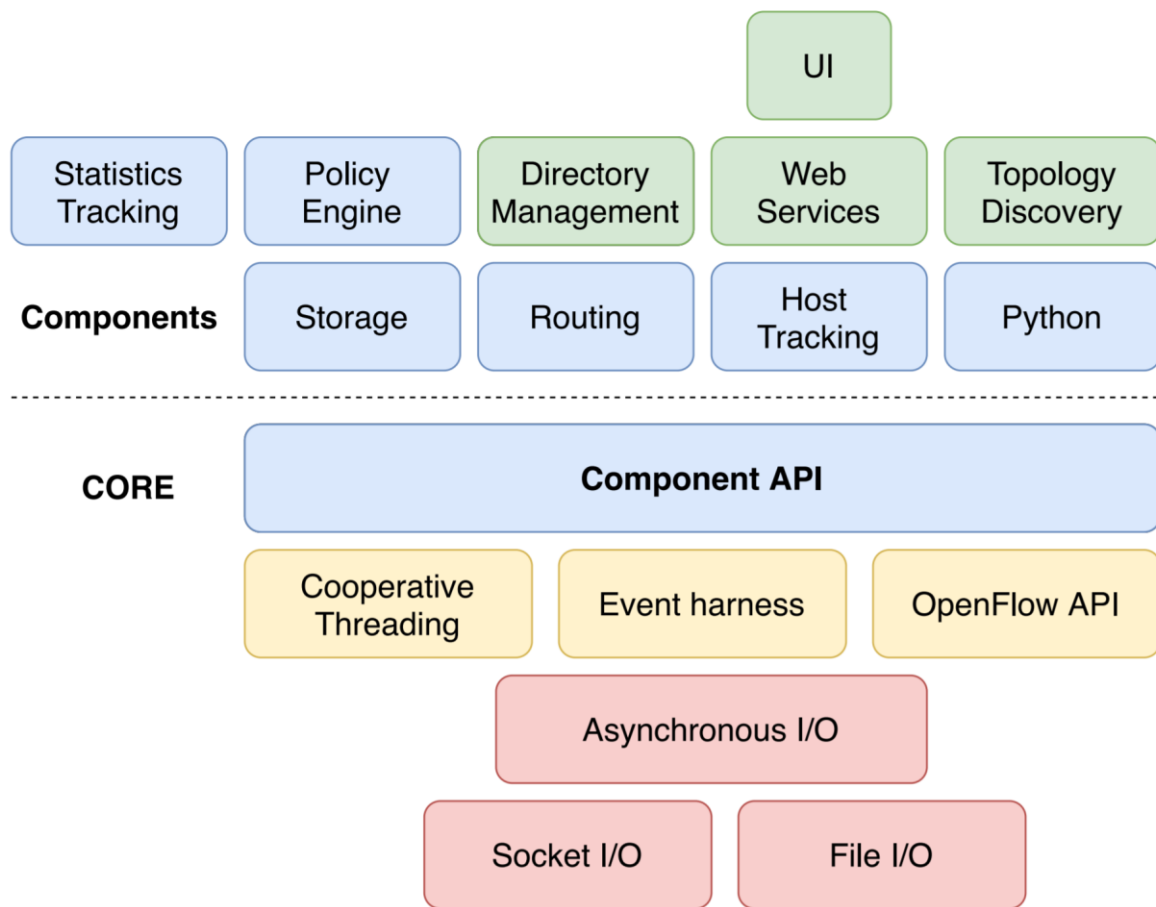 UI
Statistics
Tracking
Policy
Engine
Directory
Management
Web
Services
Topology
Discovery
Components
Storage
Routing
Host
Tracking
Python
CORE
Component API
Cooperative
Threading
Event harness
OpenFlow API
Asynchronous I/O
Socket I/O
File I/O